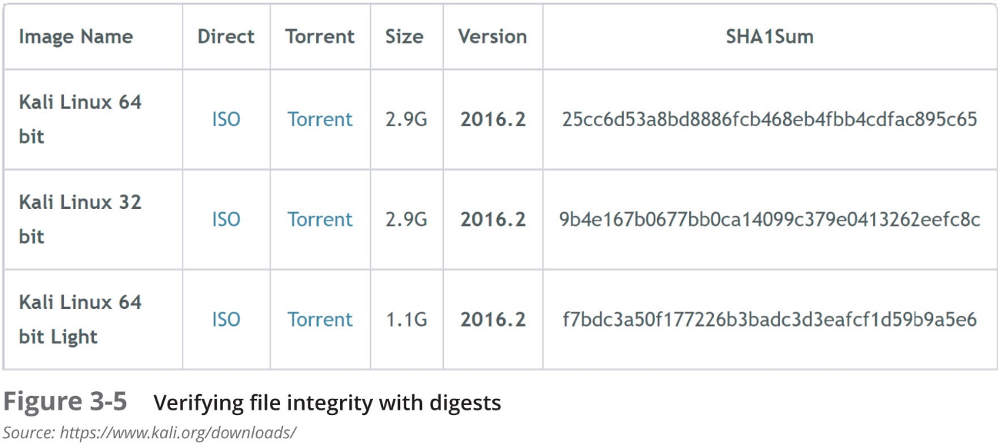 Image Name Direct Torrent Size Version SHA1Sum
Kali Linux 64
bit
ISO Torrent 2.9G 2016.2 25cc6d53a8bd8886fcb468eb4fbb4cdfac895c65
Kali Linux 32
bit
ISO Torrent 2.9G 2016.2 9b4e167b0677bb0ca14099c379e0413262eefc8c
Kali Linux 64
bit Light
ISO Torrent 1.1G 2016.2 f7bdc3a50f177226b3badc3d3eafcf1d59b9a5e6
Figure 3-5 Verifying file integrity with digests
Source: https://www.kali.org/downloads/